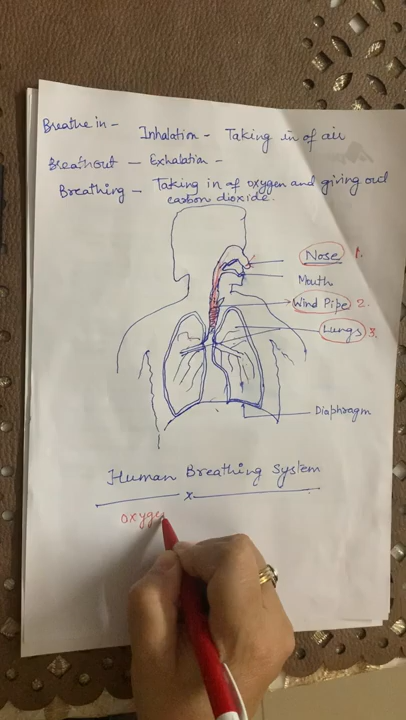 Breathe in - Inhalation - Taking in of air
Breathout - Exhalation -
Breathing - Taking in of oxygen and giving out
carbon dioxide.
Nose 1.
Mouth
Wind Pipe 2.
Lungs 3.
Diaphragm
Human Breathing System
x
oxyge